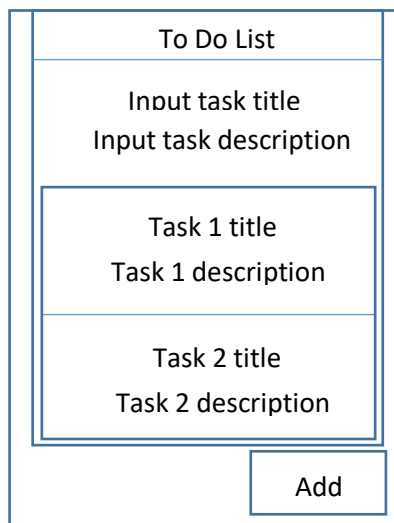 To Do List
Input task title
Input task description
Task 1 title
Task 1 description
Task 2 title
Task 2 description
Add